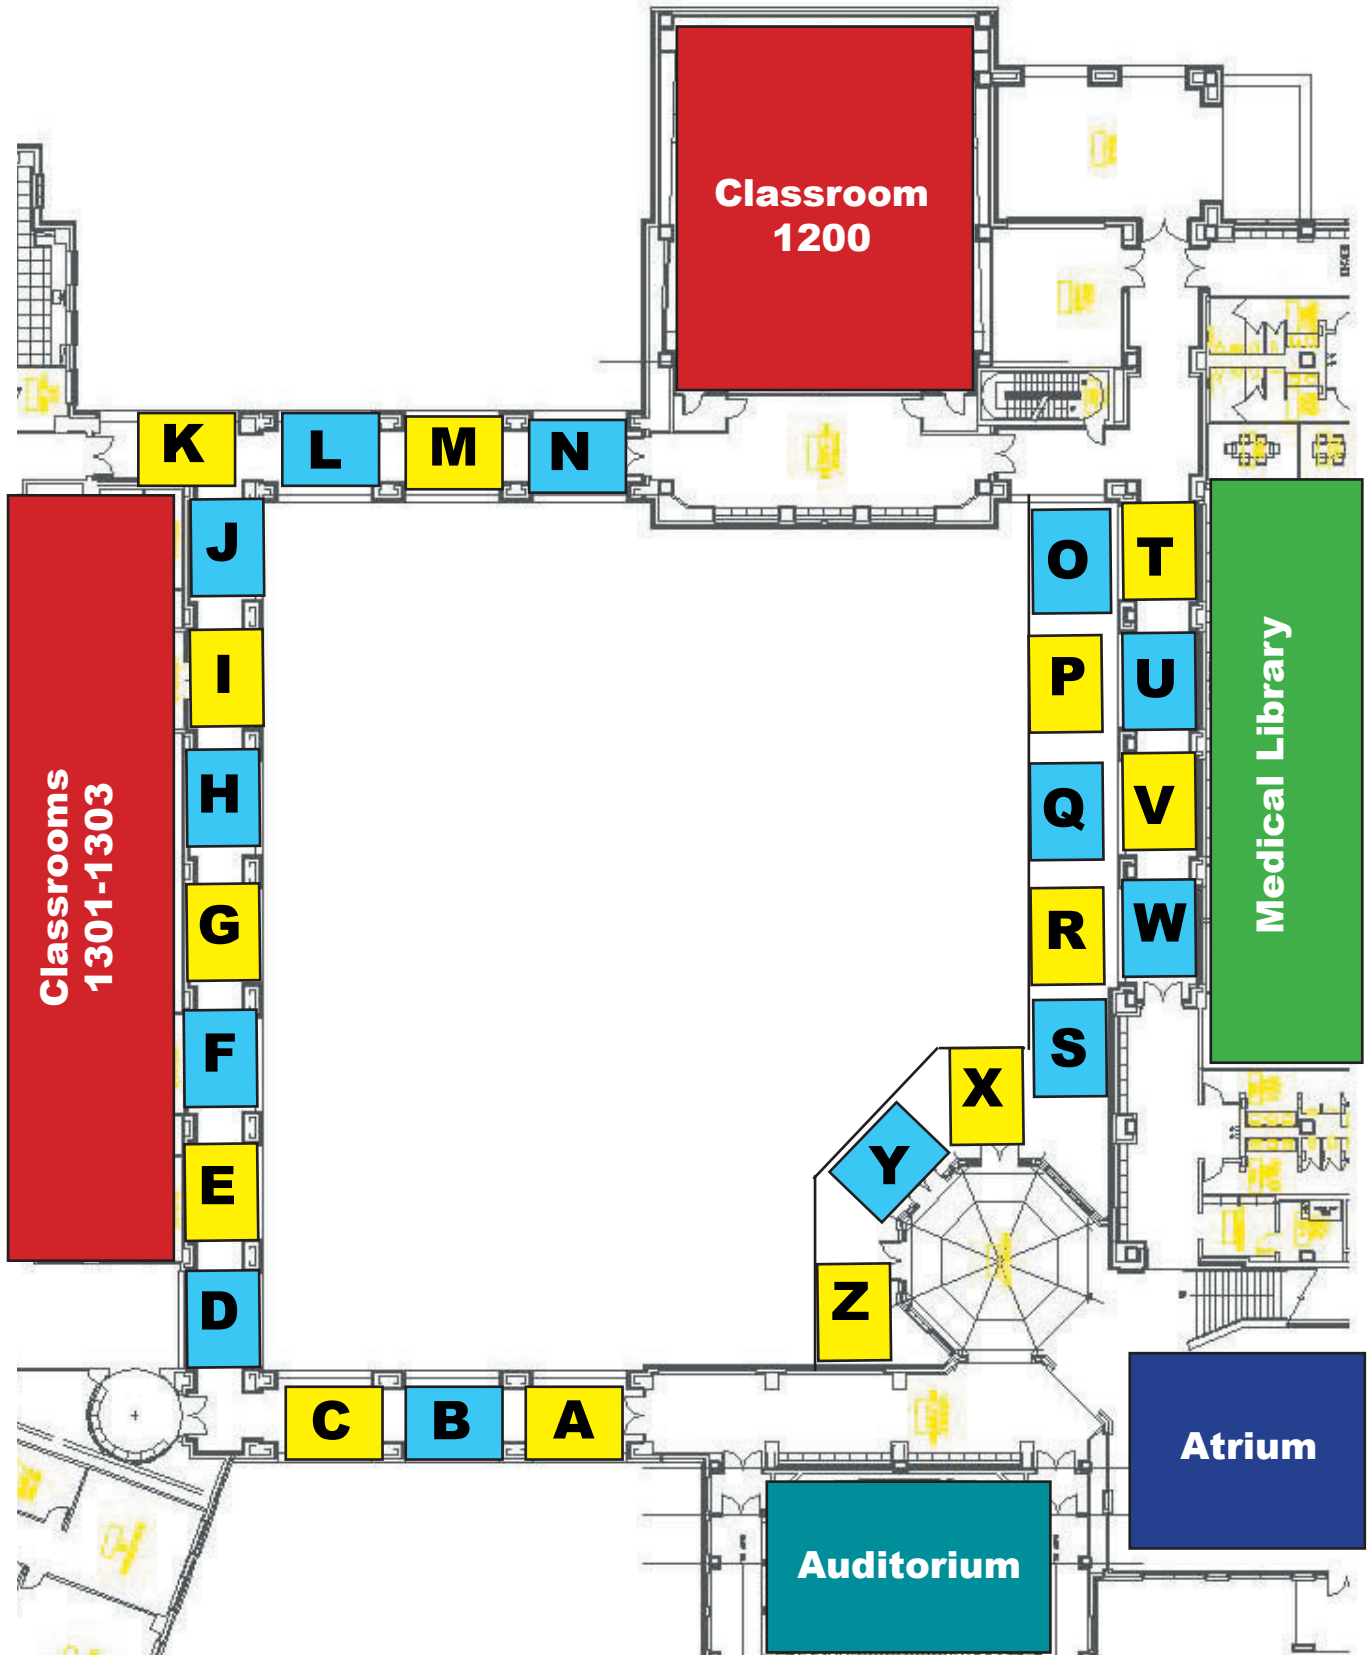 Classroom
1200
K
L
M
N
J
O
T
I
P
U
H
Q
V
G
R
W
F
S
X
E
Y
D
Z
C
B
A
Classrooms
1301-1303
Medical Library
Atrium
Auditorium